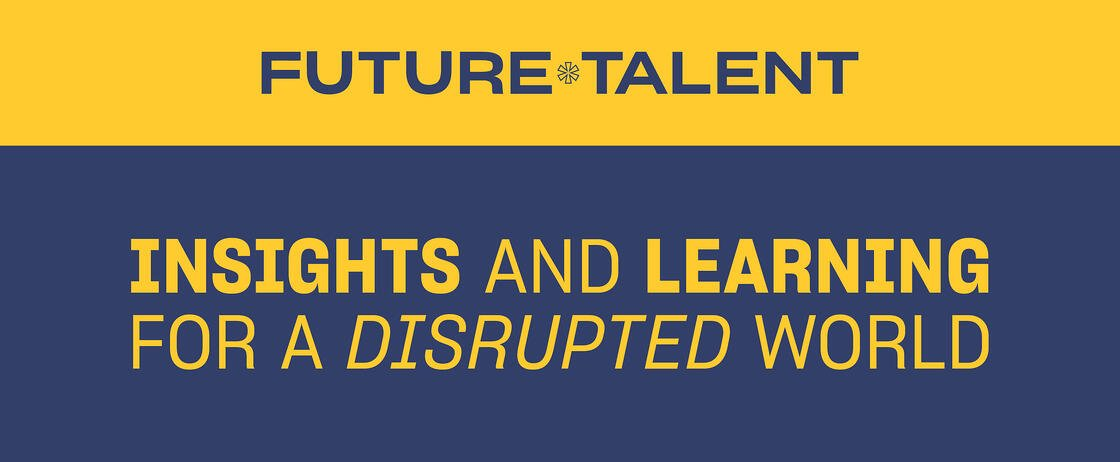 FUTURE*TALENT
INSIGHTS AND LEARNING
FOR A DISRUPTED WORLD